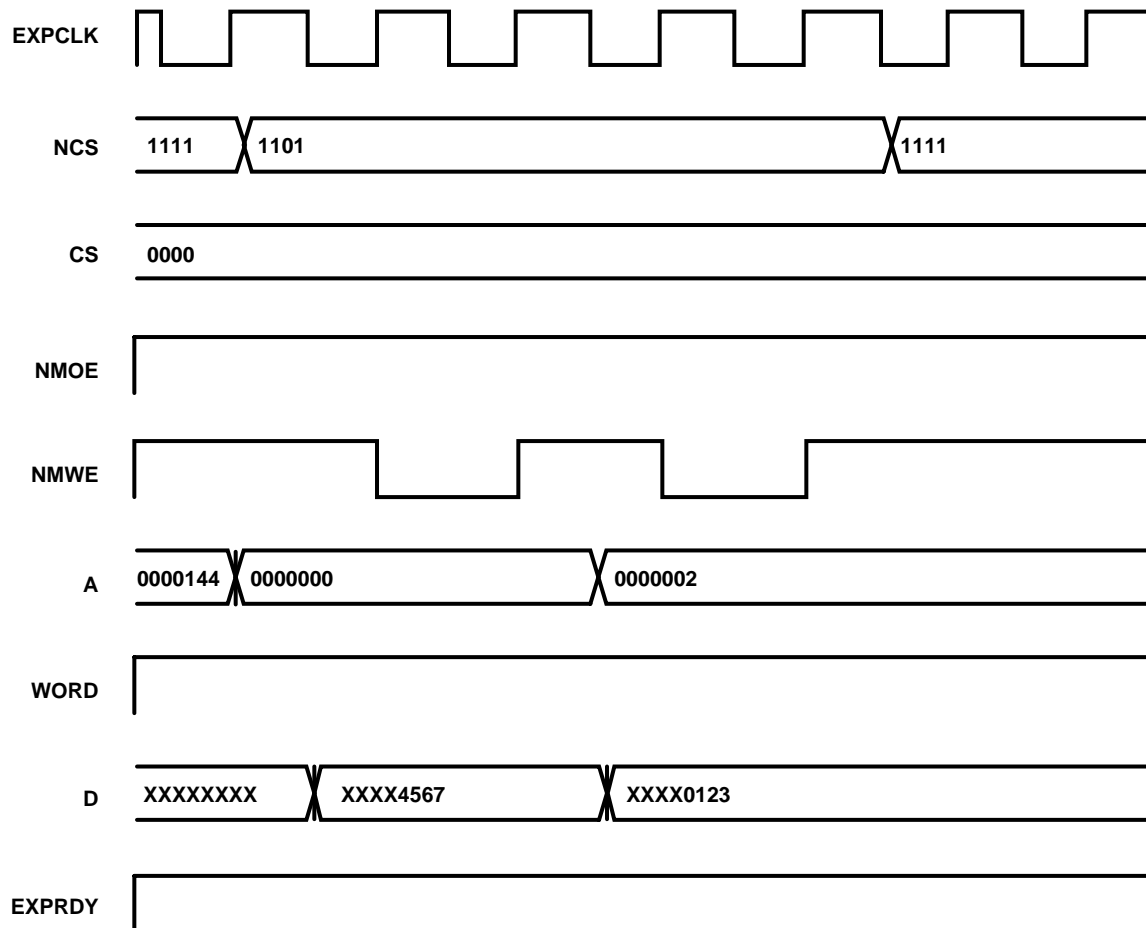 EXPCLK
NCS 1111 1101 1111
CS 0000
NMOE
NMWE
A 0000144 0000000 0000002
WORD
D XXXXXXXX XXXX4567 XXXX0123
EXPRDY